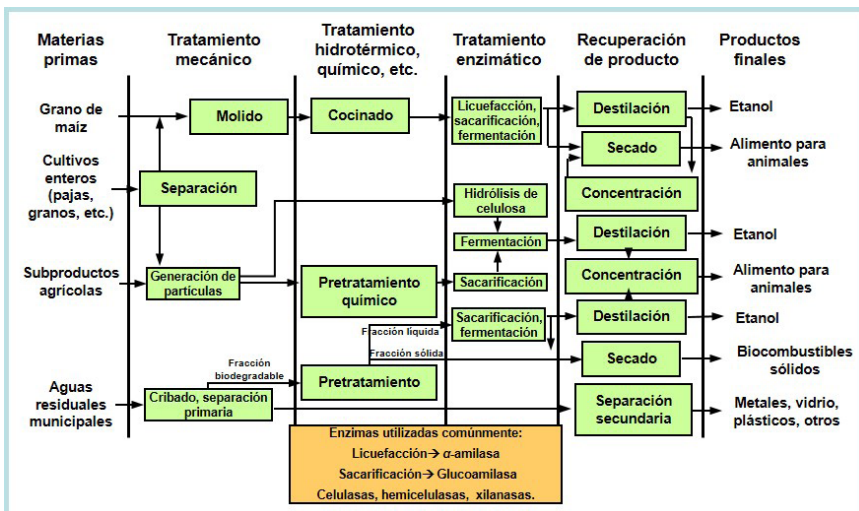 Materias
primas
Tratamiento
mecánico
Tratamiento
hidrotérmico,
químico, etc.
Tratamiento
enzimático
Recuperación
de producto
Productos
finales
Grano de
maíz
Molido
Cocinado
Licuefacción,
sacarificación,
fermentación
Destilación
Etanol
Secado
Alimento para
animales
Cultivos
enteros
(pajas,
granos, etc.)
Separación
Hidrólisis de
celulosa
Concentración
Fermentación
Destilación
Etanol
Subproductos
agrícolas
Generación de
partículas
Pretratamiento
químico
Sacarificación
Concentración
Alimento para
animales
Sacarificación,
fermentación
Destilación
Etanol
Fracción líquida
Fracción sólida
Secado
Biocombustibles
sólidos
Fracción
biodegradable
Pretratamiento
Aguas
residuales
municipales
Cribado, separación
primaria
Separación
secundaria
Metales, vidrio,
plásticos, otros
Enzimas utilizadas comúnmente:
Licuefacción→ α-amilasa
Sacarificación→ Glucoamilasa
Celulasas, hemicelulasas, xilanasas.